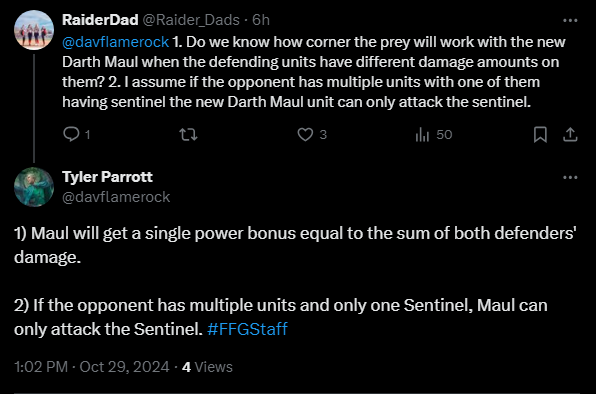 RaiderDad @Raider_Dads · 6h
@davflamerock 1. Do we know how corner the prey will work with the new
Darth Maul when the defending units have different damage amounts on
them? 2. I assume if the opponent has multiple units with one of them
having sentinel the new Darth Maul unit can only attack the sentinel.
1 3 50
Tyler Parrott
@davflamerock
1) Maul will get a single power bonus equal to the sum of both defenders'
damage.
2) If the opponent has multiple units and only one Sentinel, Maul can
only attack the Sentinel. #FFGStaff
1:02 PM · Oct 29, 2024 · 4 Views